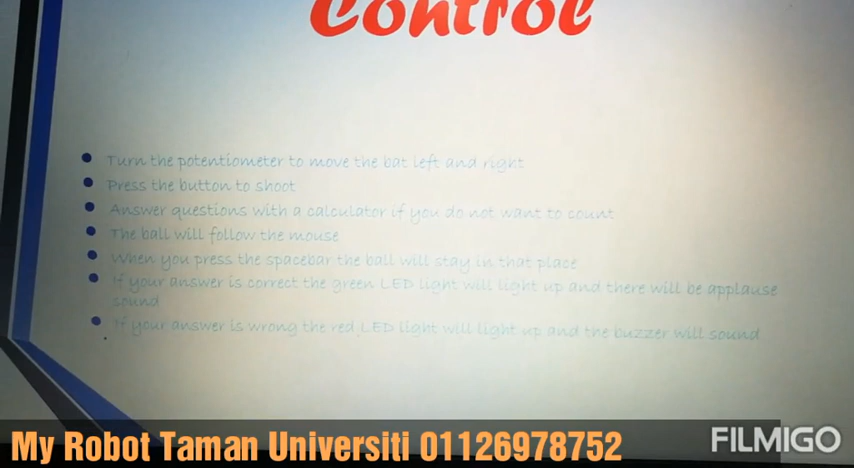 Control
Turn the potentiometer to move the bat left and right
Press the button to shoot
Answer questions with a calculator if you do not want to count
The ball will follow the mouse
When you press the spacebar the ball will stay in that place
If your answer is correct the green LED light will light up and there will be applause
sound
If your answer is wrong the red LED light will light up and the buzzer will sound
My Robot Taman Universiti 01126978752
FILMIGO